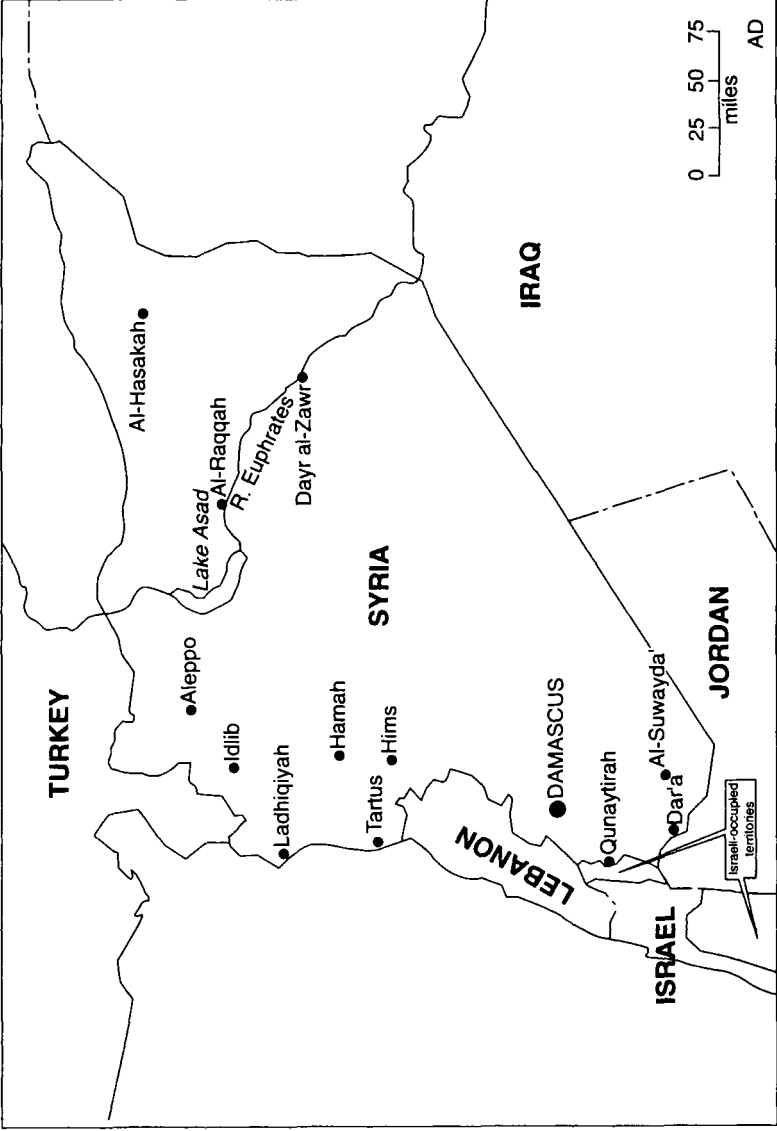 TURKEY
Al-Hasakah
Aleppo
Lake Asad
Al-Raqqah
Idlib
R. Euphrates
Ladhiqiyah
Dayr al-Zawr
Hamah
SYRIA
Tartus
Hims
LEBANON
DAMASCUS
IRAQ
Qunaytirah
Al-Suwayda'
Dar'a
ISRAEL
JORDAN
Israeli-occupied
territories
0 25 50 75
miles
AD